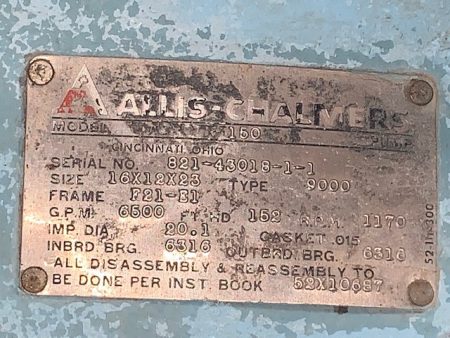 ALLIS-CHALMERS
MODEL 150 PUMP
CINCINNATI, OHIO
SERIAL NO. 821-43018-1-1
SIZE 16X12X23 TYPE 9000
FRAME F21-E1
G.P.M 6500 FT HD 152 R.P.M. 1170
IMP. DIA. 20.1 GASKET .015
INBRD BRG. 6316 OUTBRD BRG. 6316
ALL DISASSEMBLY & REASSEMBLY TO
BE DONE PER INST. BOOK 52X10687